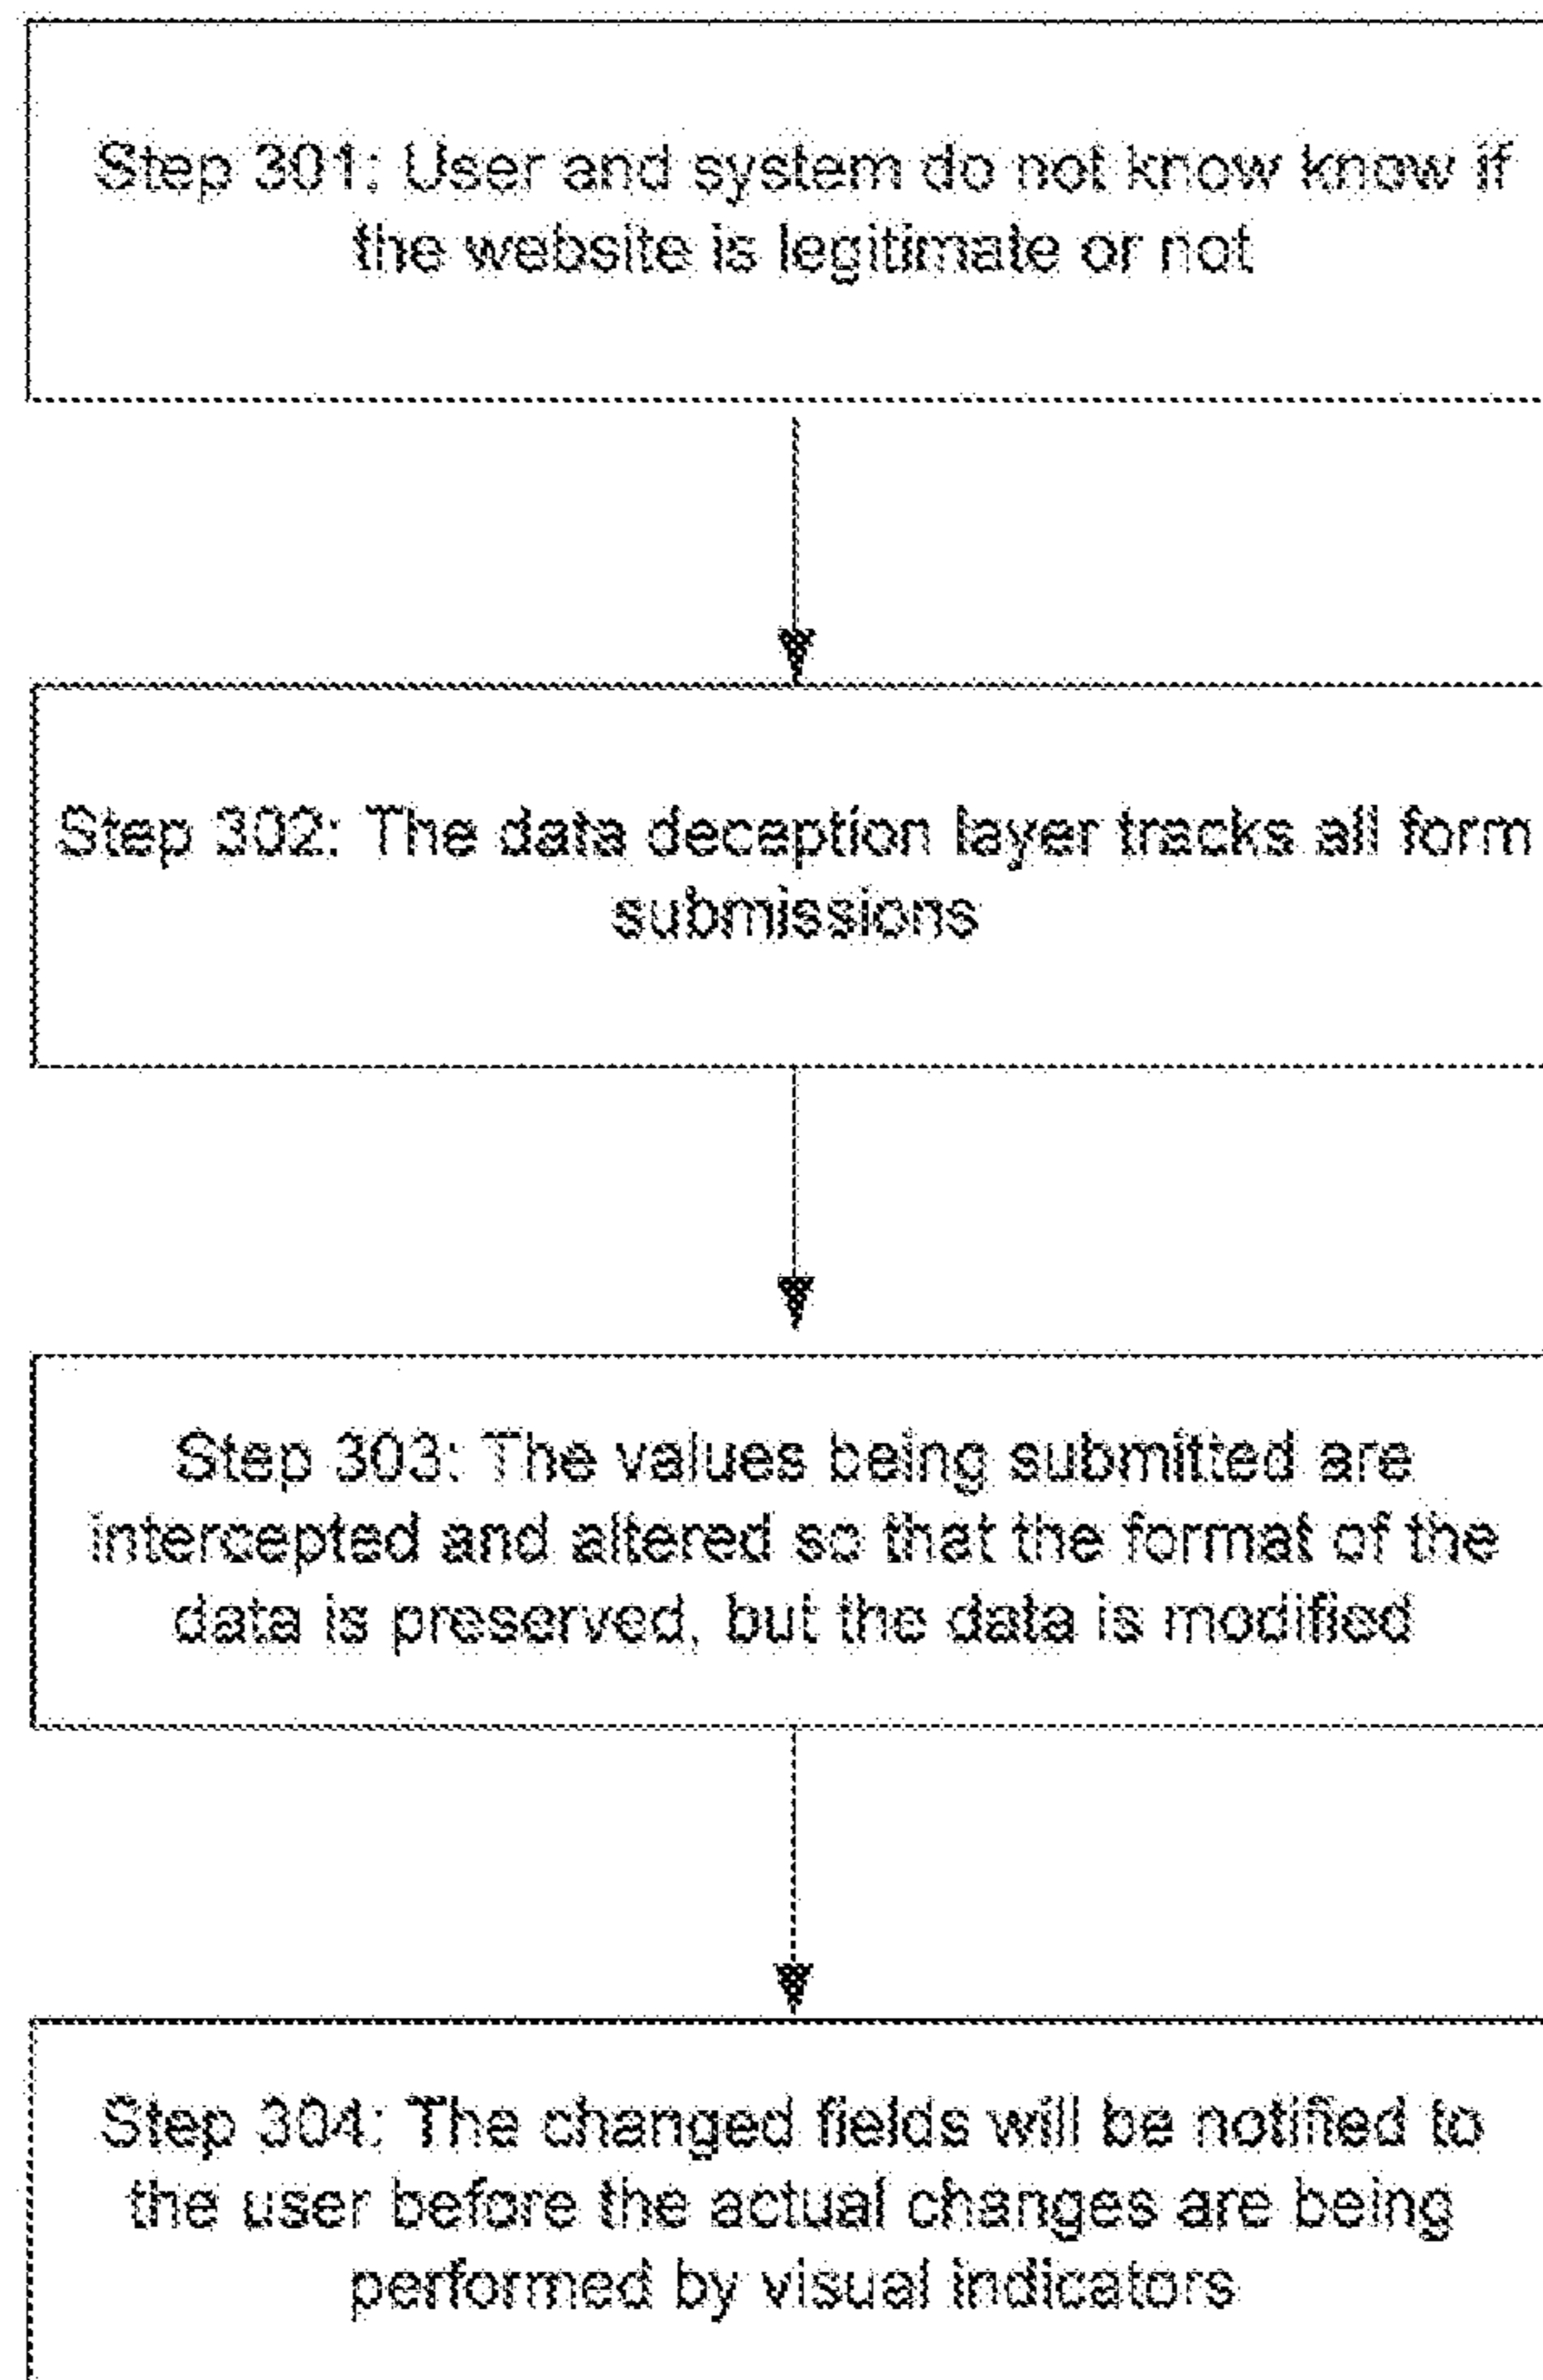 Step 301: User and system do not know know if
the website is legitimate or not
Step 302: The data deception layer tracks all form
submissions
Step 303: The values being submitted are
intercepted and altered so that the format of the
data is preserved, but the data is modified
Step 304: The changed fields will be notified to
the user before the actual changes are being
performed by visual indicators